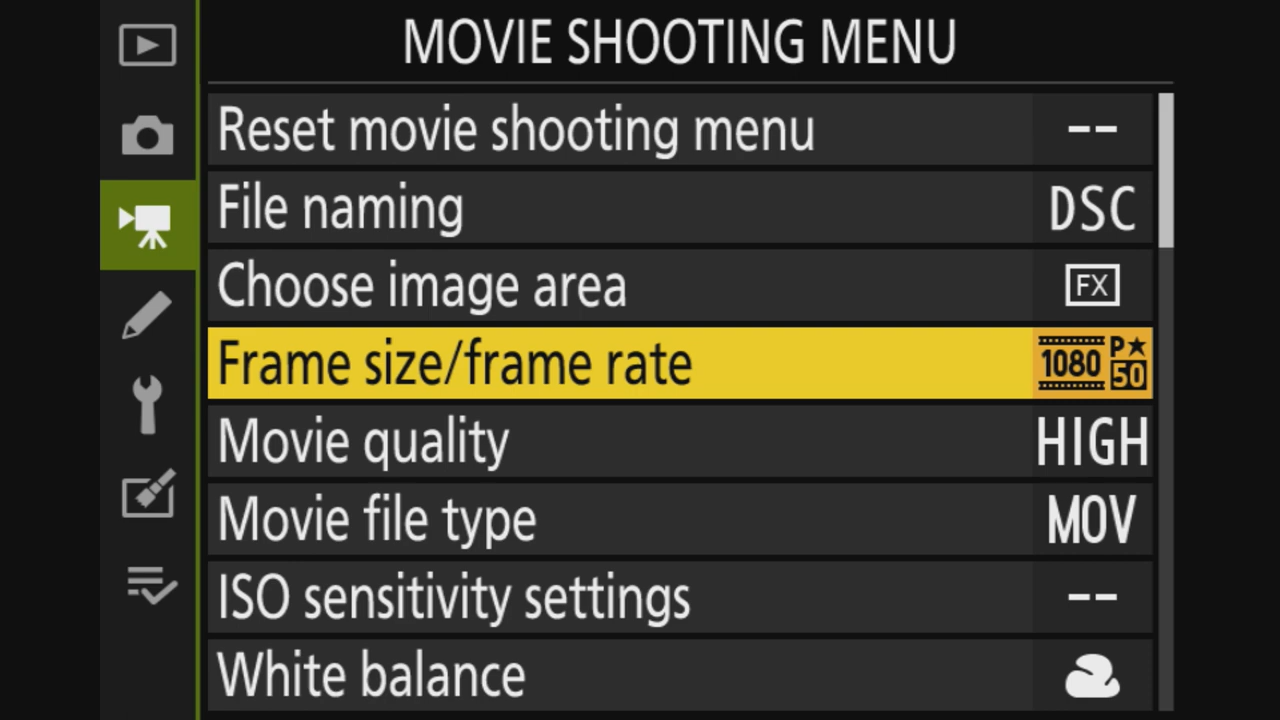 MOVIE SHOOTING MENU
Reset movie shooting menu --
File naming DSC
Choose image area FX
Frame size/frame rate 1080 P★ 50
Movie quality HIGH
Movie file type MOV
ISO sensitivity settings --
White balance